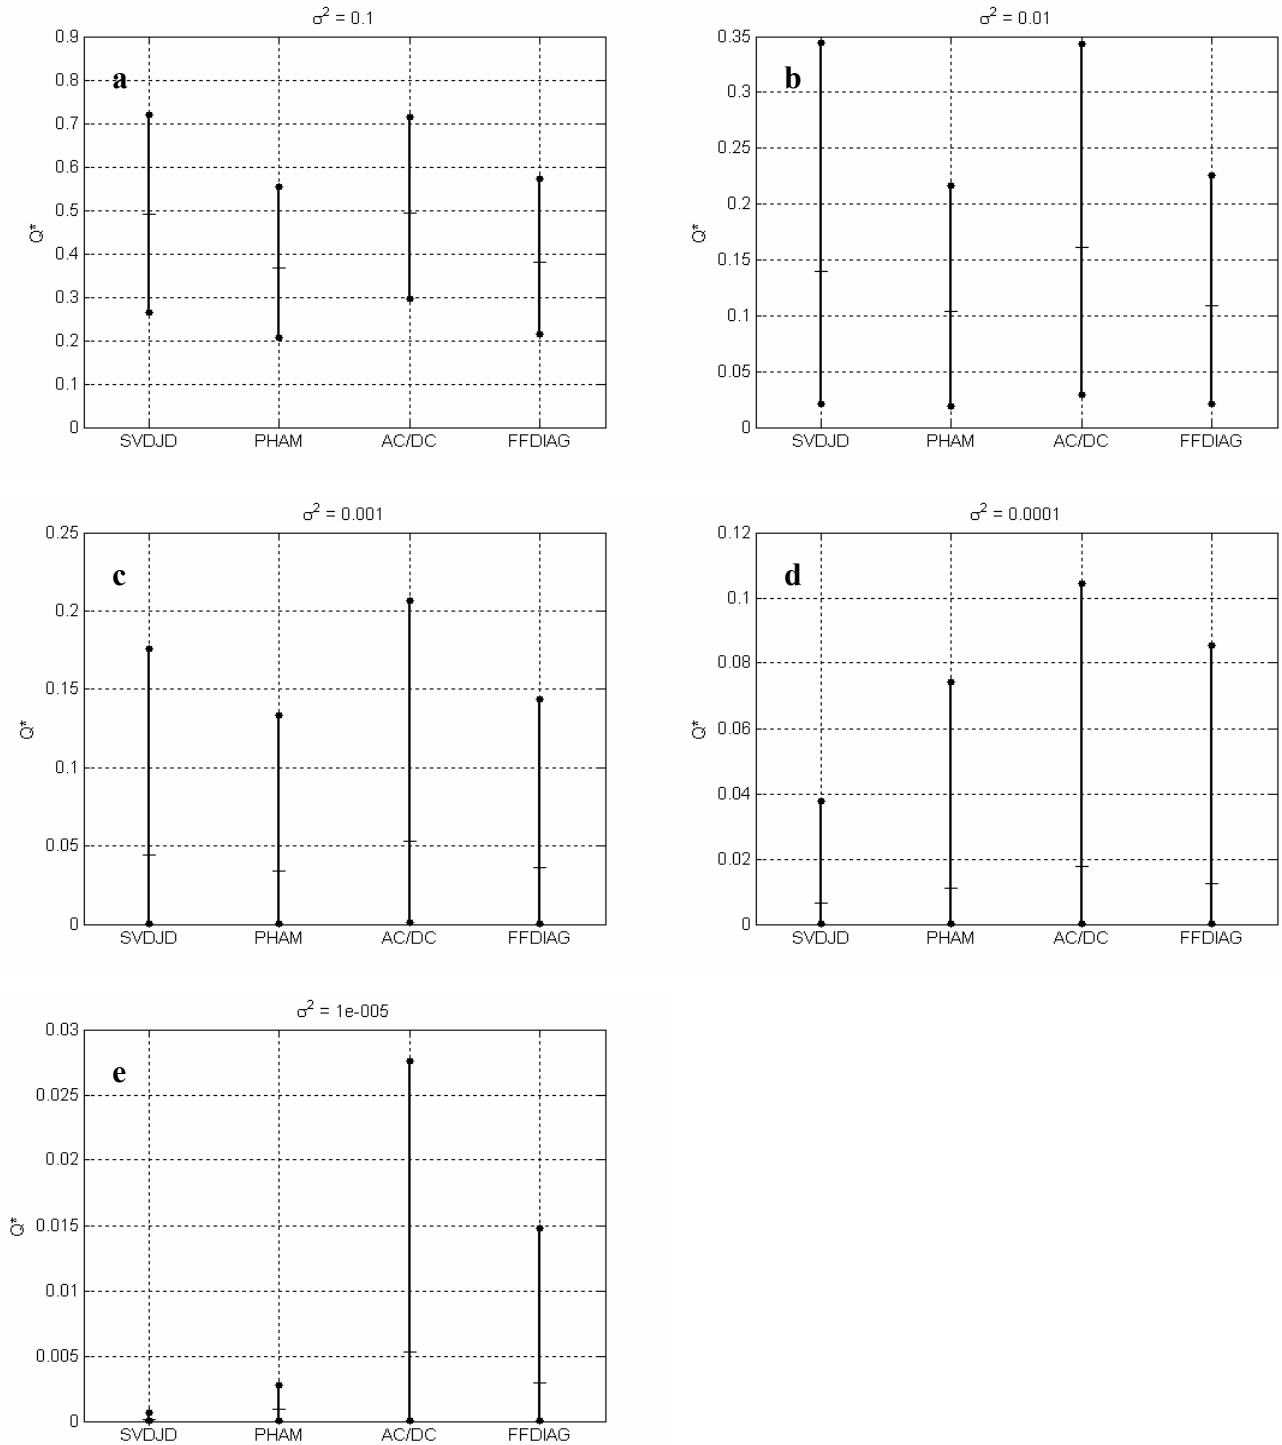 σ² = 0.1
a
Q*
0.9
0.8
0.7
0.6
0.5
0.4
0.3
0.2
0.1
0
SVDJD PHAM AC/DC FFDIAG
σ² = 0.01
b
Q*
0.35
0.3
0.25
0.2
0.15
0.1
0.05
0
SVDJD PHAM AC/DC FFDIAG
σ² = 0.001
c
Q*
0.25
0.2
0.15
0.1
0.05
0
SVDJD PHAM AC/DC FFDIAG
σ² = 0.0001
d
Q*
0.12
0.1
0.08
0.06
0.04
0.02
0
SVDJD PHAM AC/DC FFDIAG
σ² = 1e-005
e
Q*
0.03
0.025
0.02
0.015
0.01
0.005
0
SVDJD PHAM AC/DC FFDIAG